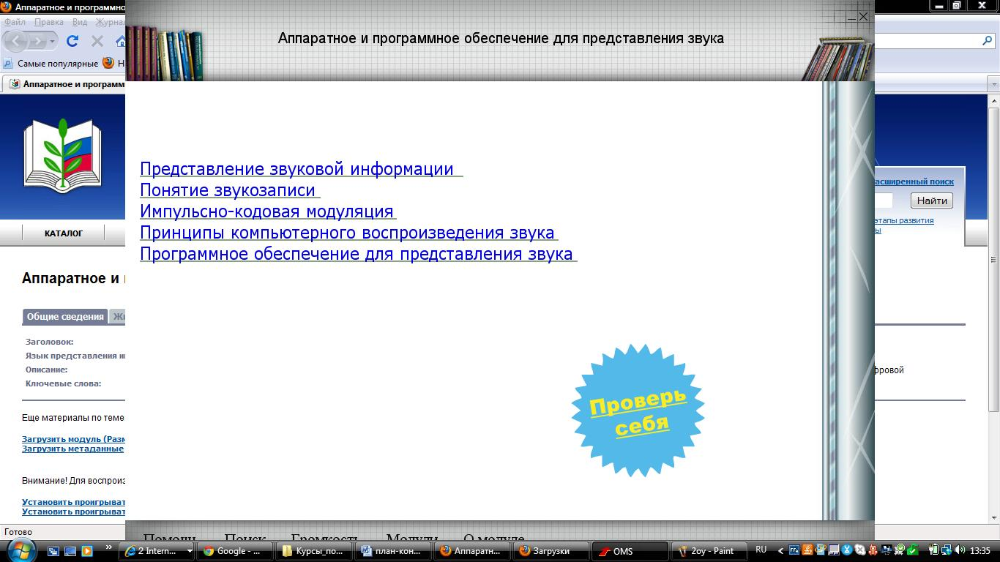 Аппаратное и программно
Файл Правка Вид Журнал
Самые популярные Н
Аппаратное и программ
Аппаратное и программное обеспечение для представления звука
Представление звуковой информации
Понятие звукозаписи
Импульсно-кодовая модуляция
Принципы компьютерного воспроизведения звука
Программное обеспечение для представления звука
Проверь
себя
асширенный поиск
Найти
этапы развития
ы
КАТАЛОГ
Аппаратное и
Общие сведения
Заголовок:
Язык представления и
Описание:
фровой
Ключевые слова:
Еще материалы по теме
Загрузить модуль (Разм
Загрузить метаданные
Внимание! Для воспроиз
Установить проигрыват
Установить проигрыват
Готово
Помощь Поиск Громкость Модули О модуле
2 Intern... Google - ... Курсы_по... план-кон... Аппаратн... Загрузки OMS 2oy - Paint RU 13:35